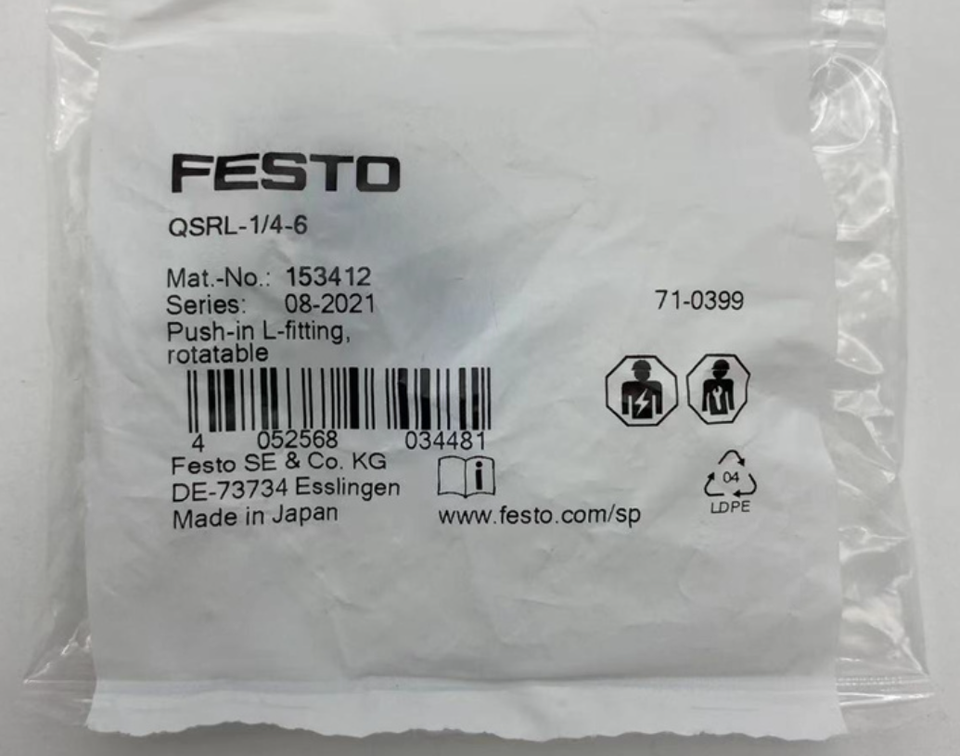 FESTO
QSRL-1/4-6
Mat.-No.: 153412
Series: 08-2021
71-0399
Push-in L-fitting,
rotatable
4 052568 034481
Festo SE & Co. KG
DE-73734 Esslingen
Made in Japan
i
www.festo.com/sp
04
LDPE